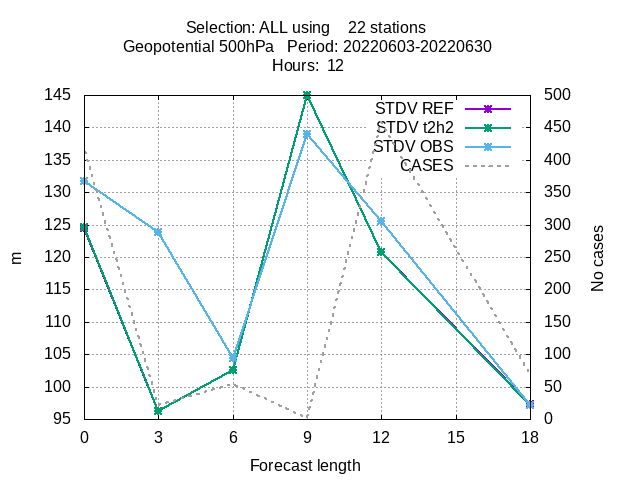 Selection: ALL using    22 stations
Geopotential 500hPa   Period: 20220603-20220630
Hours:  12
STDV REF
STDV t2h2
STDV OBS
CASES
145
140
135
130
125
120
115
110
105
100
95
500
450
400
350
300
250
200
150
100
50
0
0 3 6 9 12 15 18
m
No cases
Forecast length